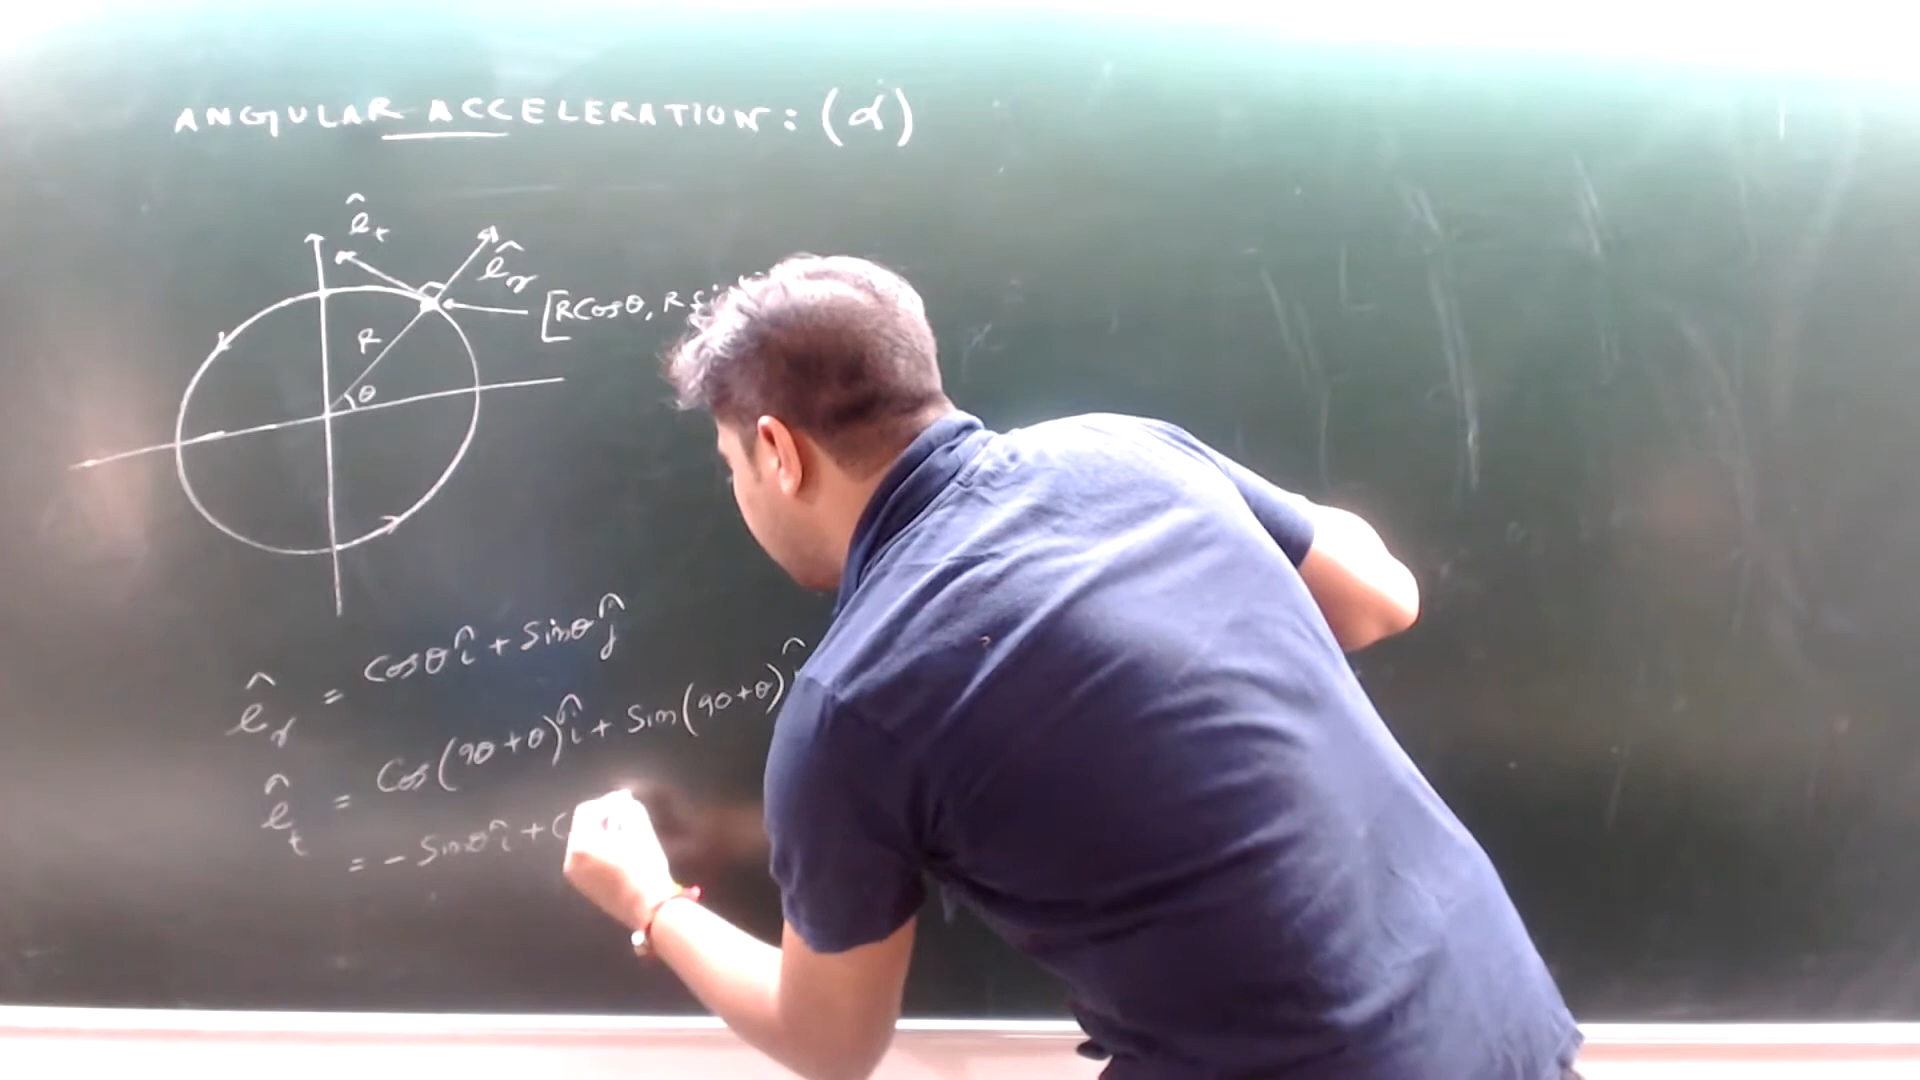 ANGULAR ACCELERATION: (α)
ê_t
ê_r
[RCosθ, R
R
θ
ê_r = Cosθ î + Sinθ ĵ
ê_t = Cos(90+θ) î + Sin(90+θ)
= - Sinθ î +